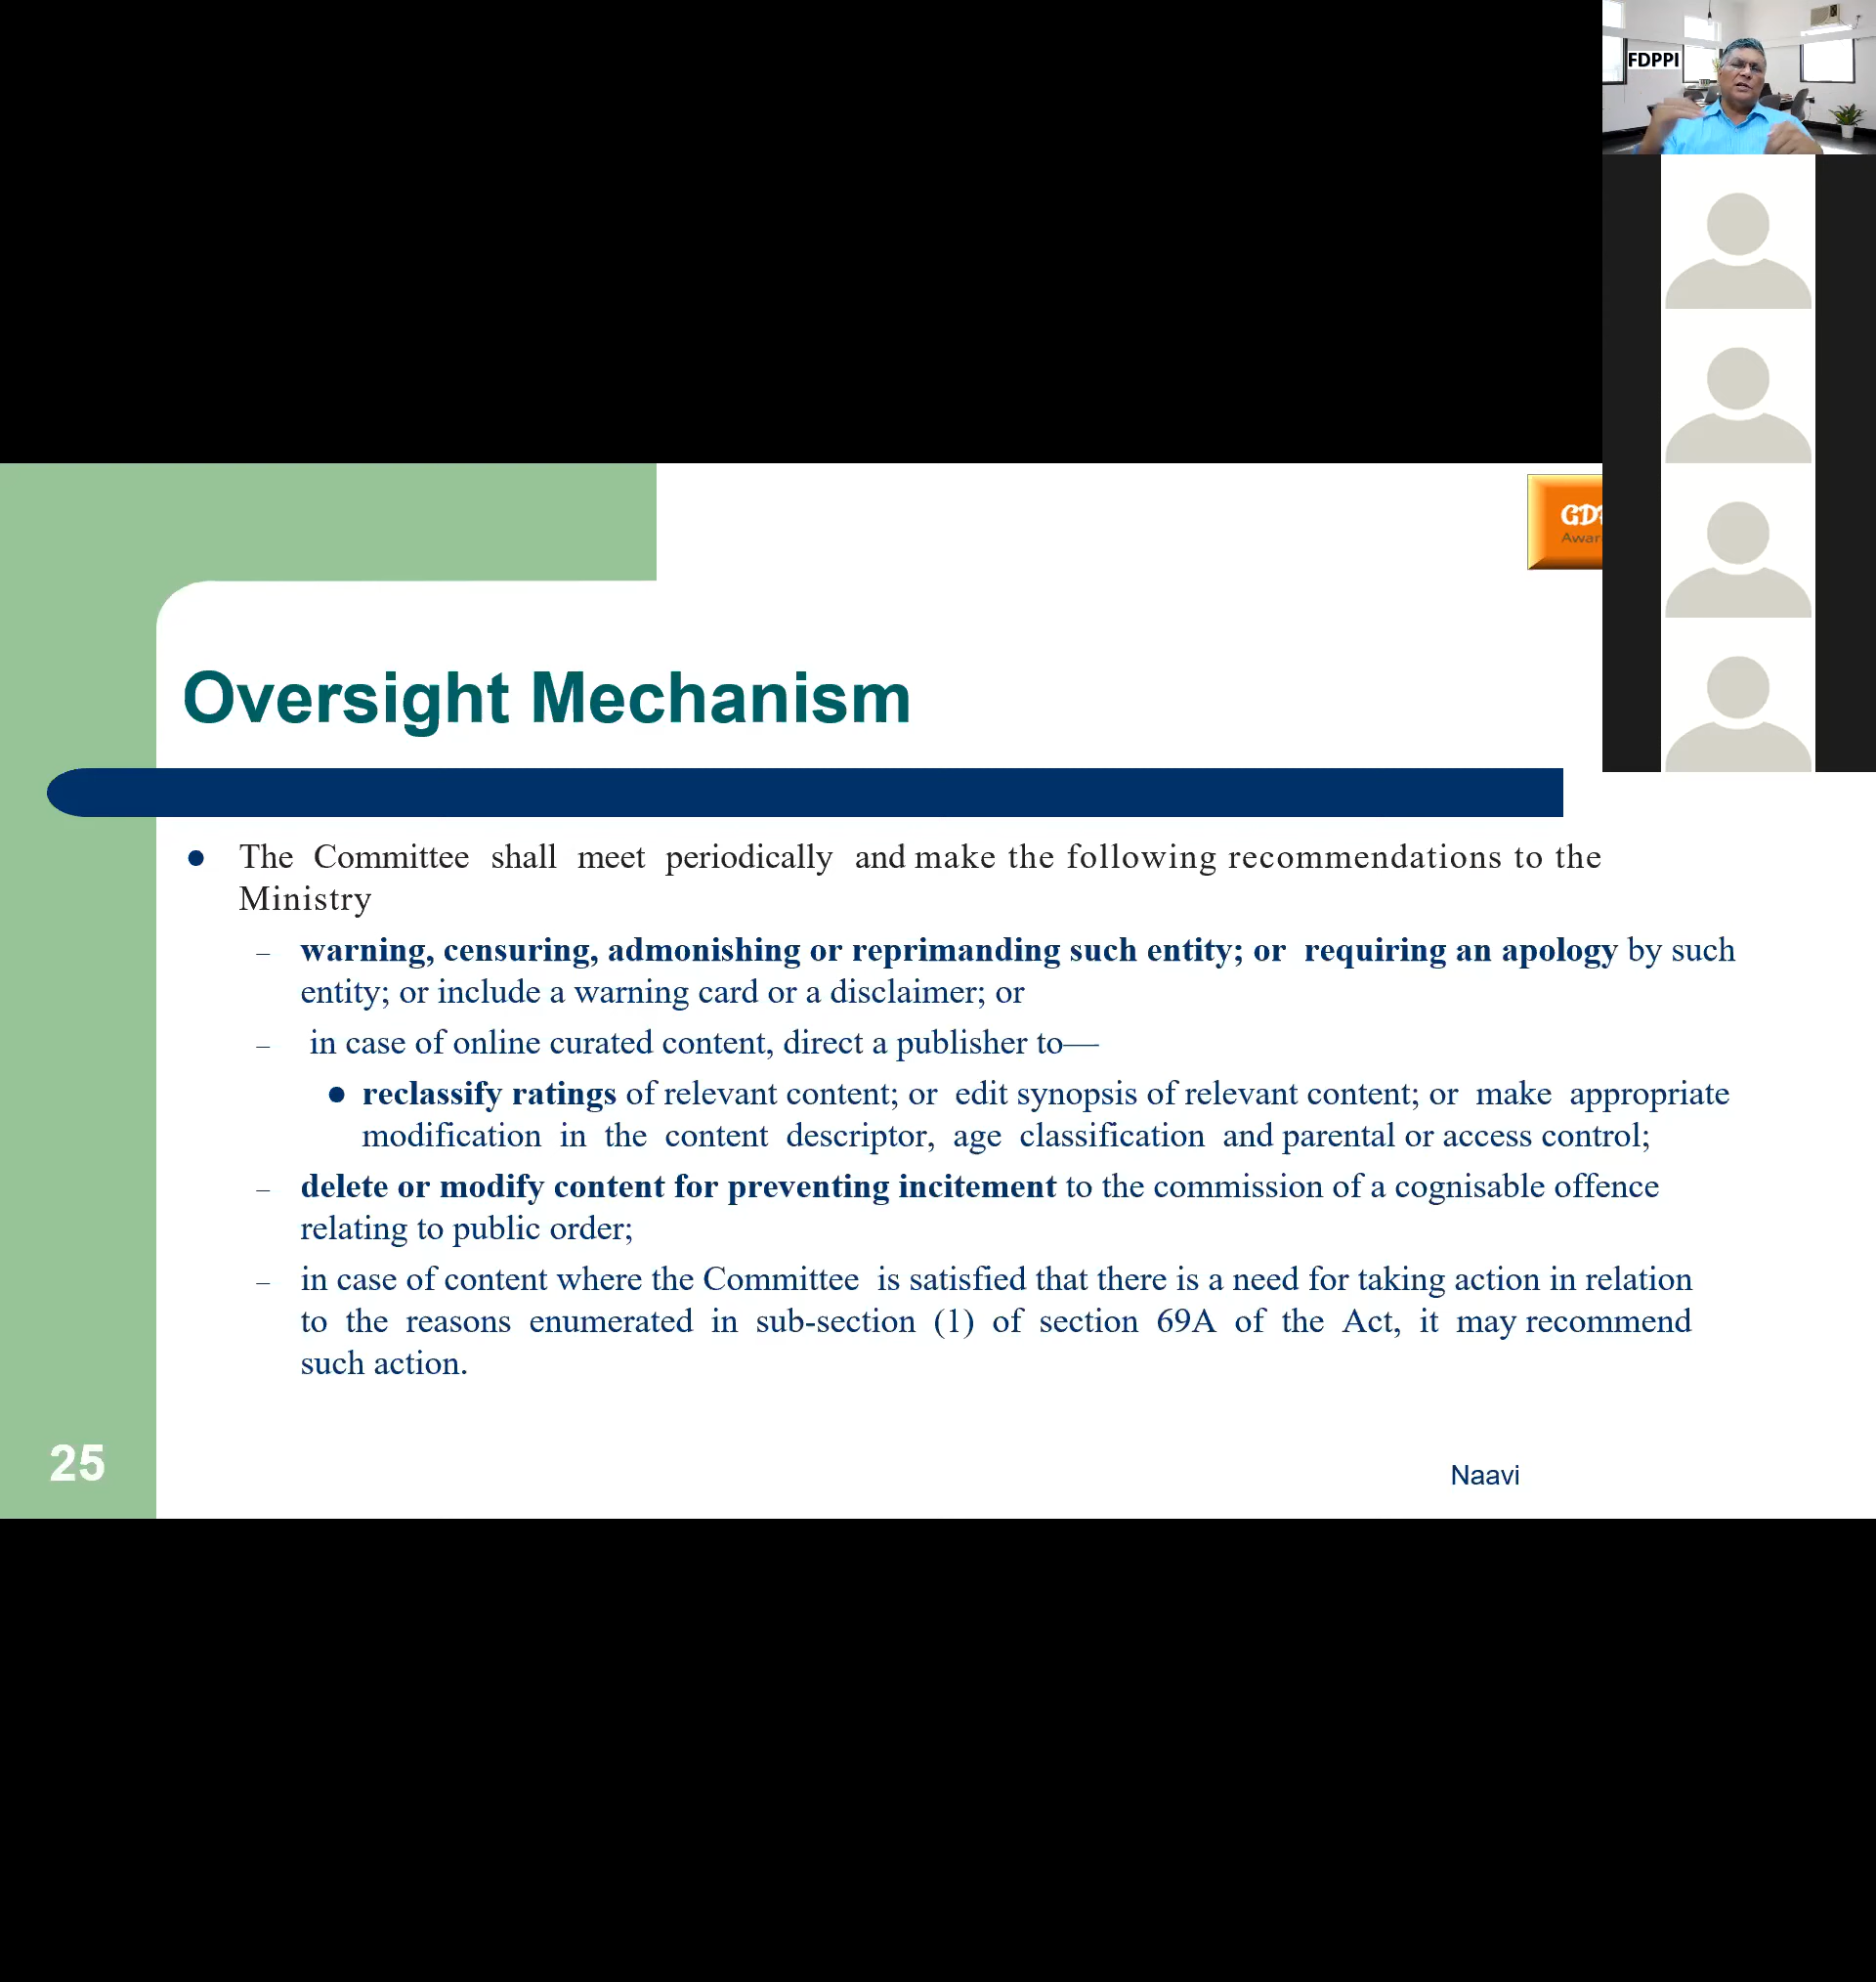 FDPPI
Oversight Mechanism
● The Committee shall meet periodically and make the following recommendations to the
Ministry
– warning, censuring, admonishing or reprimanding such entity; or requiring an apology by such
entity; or include a warning card or a disclaimer; or
– in case of online curated content, direct a publisher to—
● reclassify ratings of relevant content; or edit synopsis of relevant content; or make appropriate
modification in the content descriptor, age classification and parental or access control;
– delete or modify content for preventing incitement to the commission of a cognisable offence
relating to public order;
– in case of content where the Committee is satisfied that there is a need for taking action in relation
to the reasons enumerated in sub-section (1) of section 69A of the Act, it may recommend
such action.
25
Naavi